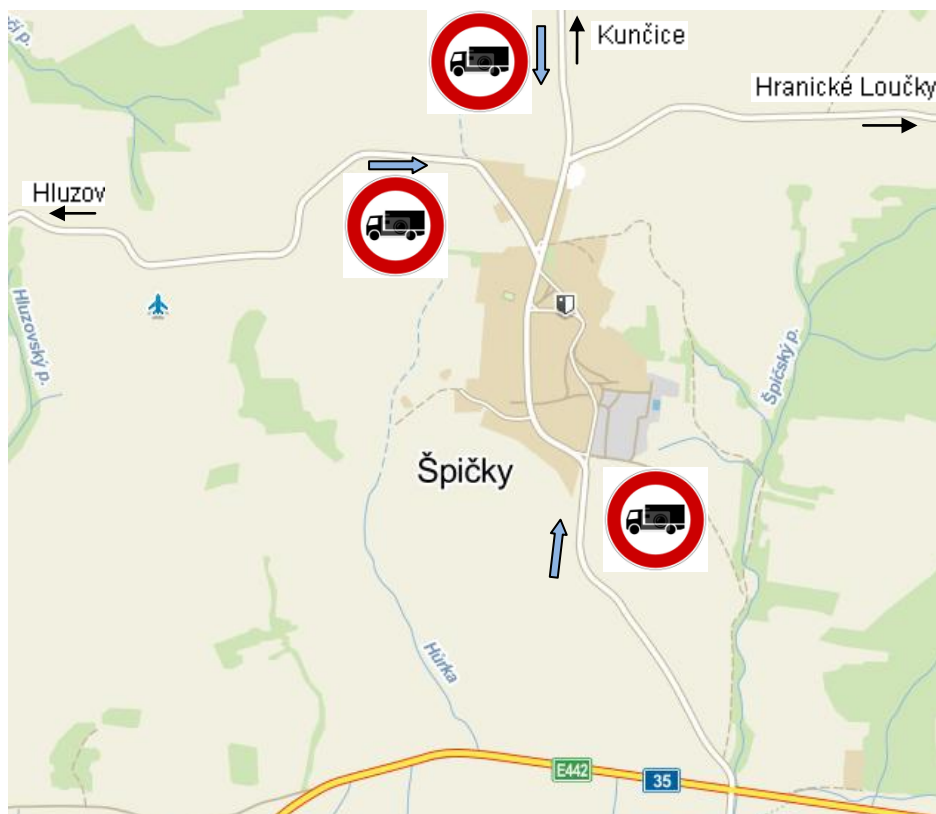 Kunčice
Hranické Loučky
Hluzov
Hluzovský p.
Špičský p.
Špičky
Hůrka
E442
35